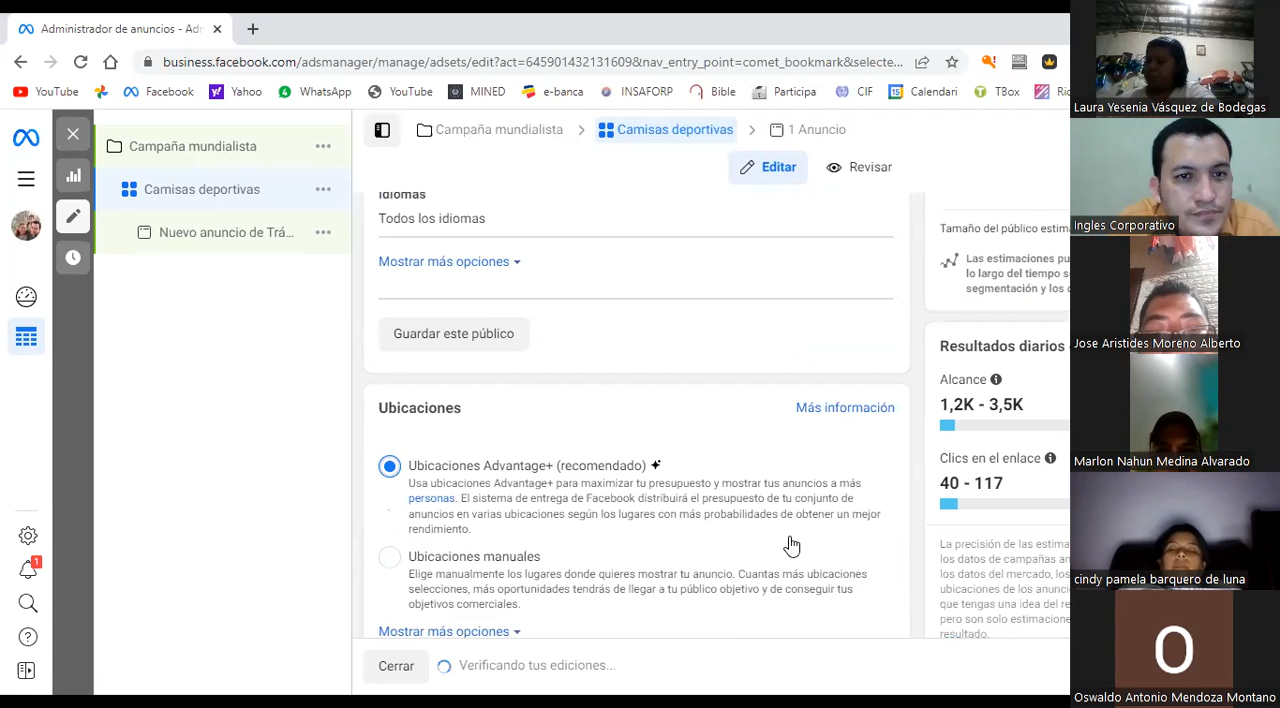 Administrador de anuncios - Adr
business.facebook.com/adsmanager/manage/adsets/edit?act=645901432131609&nav_entry_point=comet_bookmark&selecte...
YouTube
Facebook
Yahoo
WhatsApp
YouTube
MINED
e-banca
INSAFORP
Bible
Participa
CIF
Calendari
TBox
Campaña mundialista
Camisas deportivas
Nuevo anuncio de Trá...
1
Campaña mundialista
Camisas deportivas
1 Anuncio
Editar
Revisar
Idiomas
Todos los idiomas
Mostrar más opciones
Guardar este público
Ubicaciones
Más información
Ubicaciones Advantage+ (recomendado)
Usa ubicaciones Advantage+ para maximizar tu presupuesto y mostrar tus anuncios a más
personas. El sistema de entrega de Facebook distribuirá el presupuesto de tu conjunto de
anuncios en varias ubicaciones según los lugares con más probabilidades de obtener un mejor
rendimiento.
Ubicaciones manuales
Elige manualmente los lugares donde quieres mostrar tu anuncio. Cuantas más ubicaciones
selecciones, más oportunidades tendrás de llegar a tu público objetivo y de conseguir tus
objetivos comerciales.
Mostrar más opciones
Cerrar
Verificando tus ediciones...
Tamaño del público estim
Las estimaciones pu
lo largo del tiempo s
segmentación y los d
Resultados diarios
Alcance
1,2K - 3,5K
Clics en el enlace
40 - 117
La precisión de las estima
los datos de campañas an
los datos del mercado, los
ubicaciones de los anunci
que tengas una idea del re
pero son solo estimacione
resultado.
Laura Yesenia Vásquez de Bodegas
Ingles Corporativo
Jose Aristides Moreno Alberto
Marlon Nahun Medina Alvarado
cindy pamela barquero de luna
O
Oswaldo Antonio Mendoza Montano